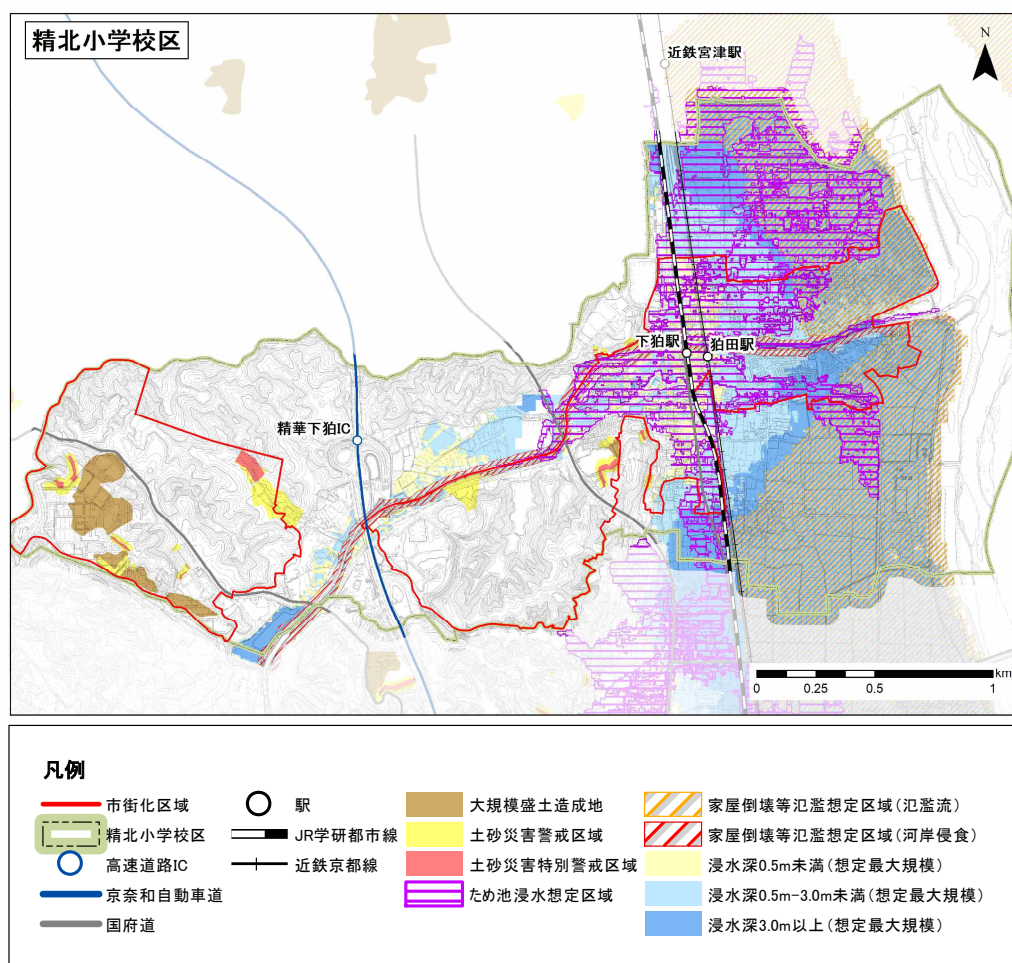 精北小学校区
近鉄宮津駅
N
下狛駅
狛田駅
精華下狛IC
km
0
0.25
0.5
1
凡例
市街化区域
精北小学校区
高速道路IC
京奈和自動車道
国府道
駅
JR学研都市線
近鉄京都線
大規模盛土造成地
土砂災害警戒区域
土砂災害特別警戒区域
ため池浸水想定区域
家屋倒壊等氾濫想定区域(氾濫流)
家屋倒壊等氾濫想定区域(河岸侵食)
浸水深0.5m未満(想定最大規模)
浸水深0.5m-3.0m未満(想定最大規模)
浸水深3.0m以上(想定最大規模)